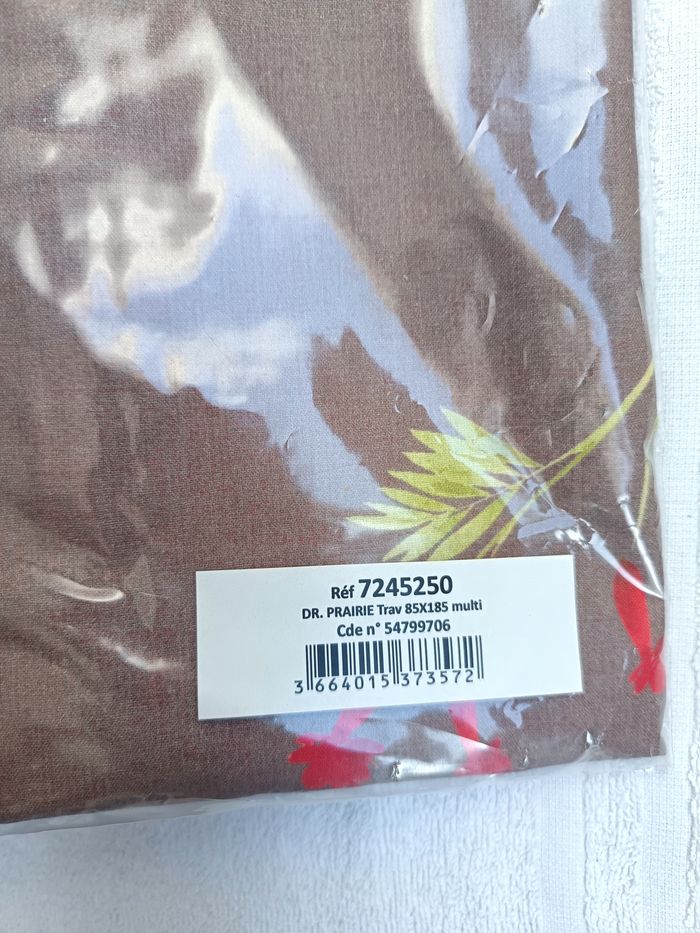 Réf 7245250
DR. PRAIRIE Trav 85X185 multi
Cde n° 54799706
3 664015 373572